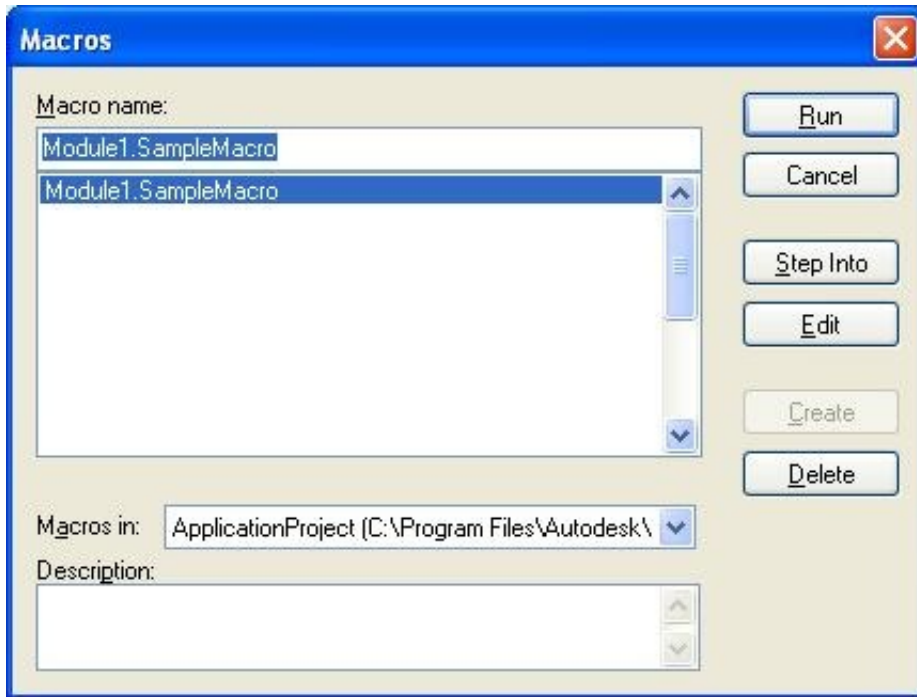 Macros
Macro name:
Module1.SampleMacro
Module1.SampleMacro
Run
Cancel
Step Into
Edit
Create
Delete
Macros in:
ApplicationProject (C:\Program Files\Autodesk\
Description: